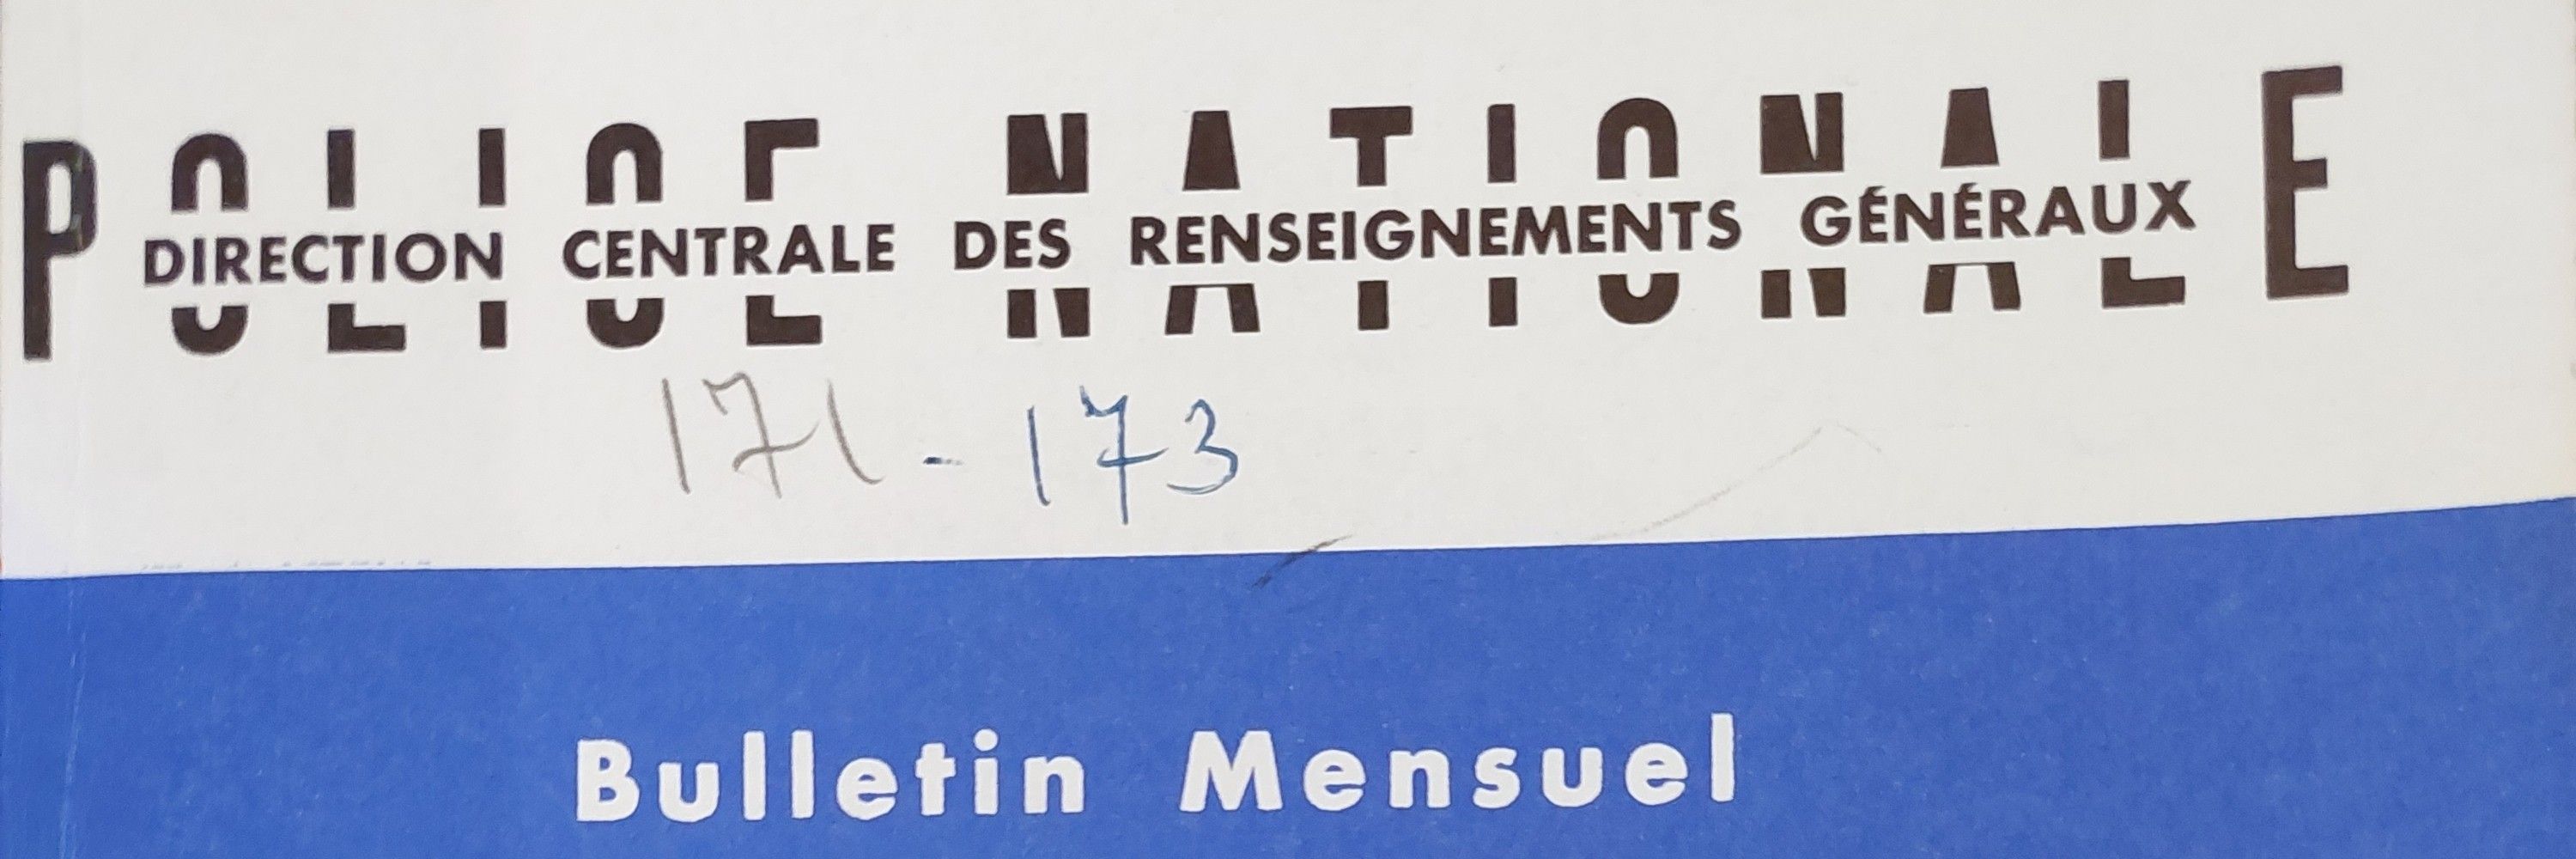 POLICE NATIONALE
DIRECTION CENTRALE DES RENSEIGNEMENTS GÉNÉRAUX
171 - 173
Bulletin Mensuel